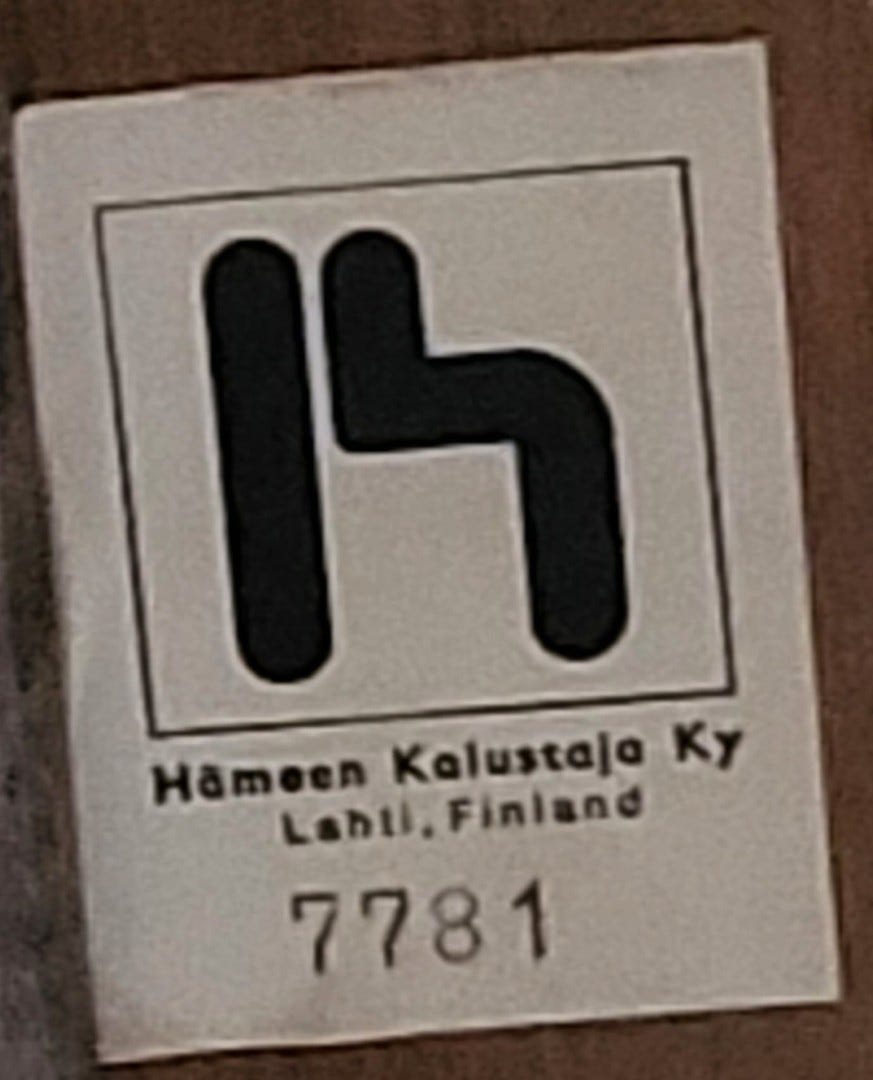 h
Hämeen Kalustaja Ky
Lahti, Finland
7781